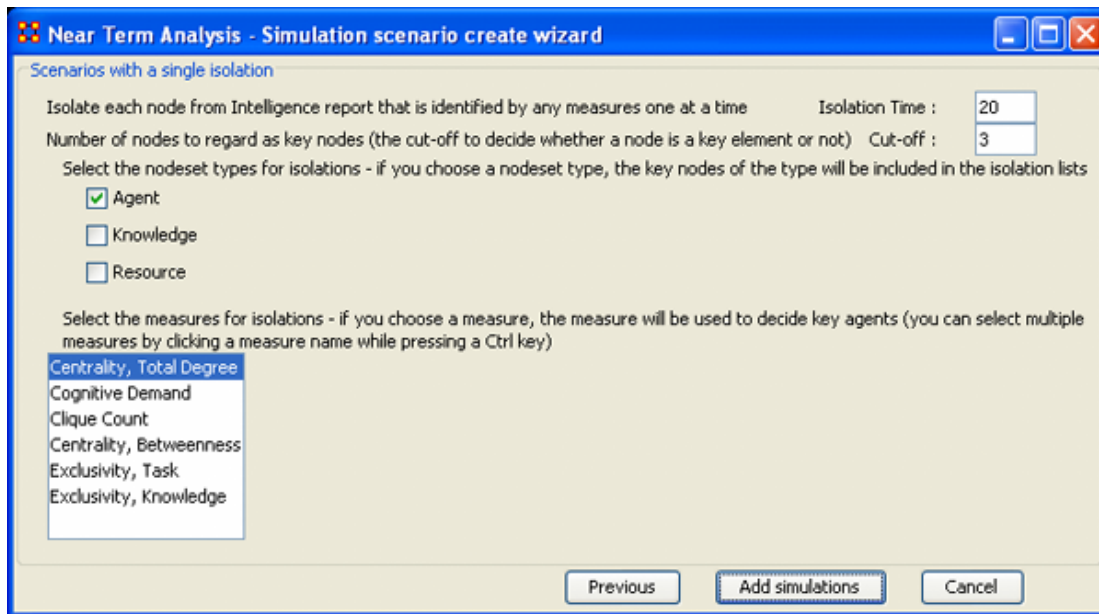 Near Term Analysis - Simulation scenario create wizard
Scenarios with a single isolation
Isolate each node from Intelligence report that is identified by any measures one at a time Isolation Time : 20
Number of nodes to regard as key nodes (the cut-off to decide whether a node is a key element or not) Cut-off : 3
Select the nodeset types for isolations - if you choose a nodeset type, the key nodes of the type will be included in the isolation lists
Agent
Knowledge
Resource
Select the measures for isolations - if you choose a measure, the measure will be used to decide key agents (you can select multiple
measures by clicking a measure name while pressing a Ctrl key)
Centrality, Total Degree
Cognitive Demand
Clique Count
Centrality, Betweenness
Exclusivity, Task
Exclusivity, Knowledge
Previous Add simulations Cancel